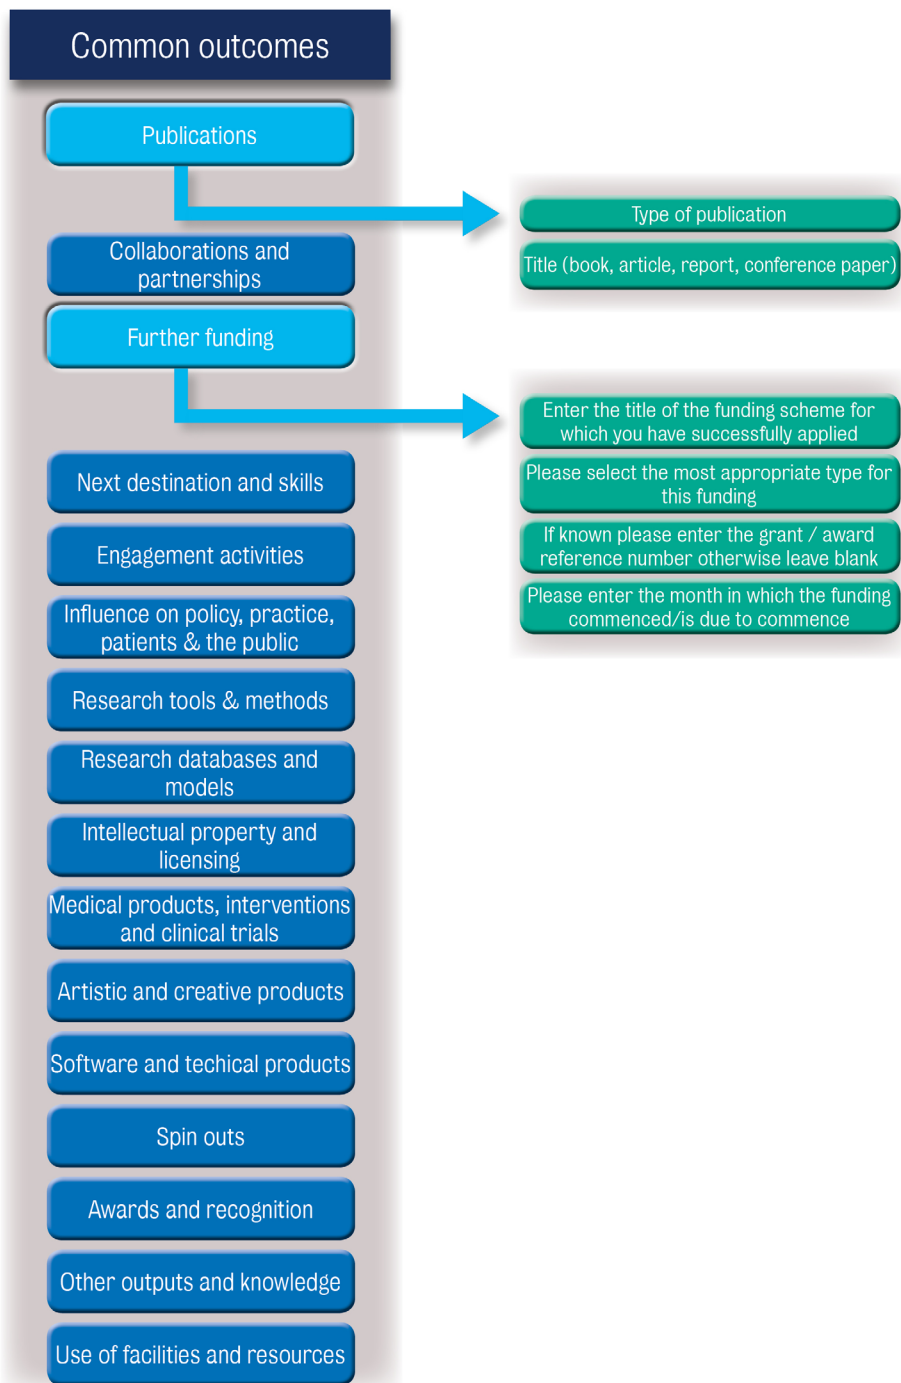 Common outcomes
Publications
Type of publication
Title (book, article, report, conference paper)
Collaborations and
partnerships
Further funding
Enter the title of the funding scheme for
which you have successfully applied
Please select the most appropriate type for
this funding
If known please enter the grant / award
reference number otherwise leave blank
Please enter the month in which the funding
commenced/is due to commence
Next destination and skills
Engagement activities
Influence on policy, practice,
patients & the public
Research tools & methods
Research databases and
models
Intellectual property and
licensing
Medical products, interventions
and clinical trials
Artistic and creative products
Software and techical products
Spin outs
Awards and recognition
Other outputs and knowledge
Use of facilities and resources